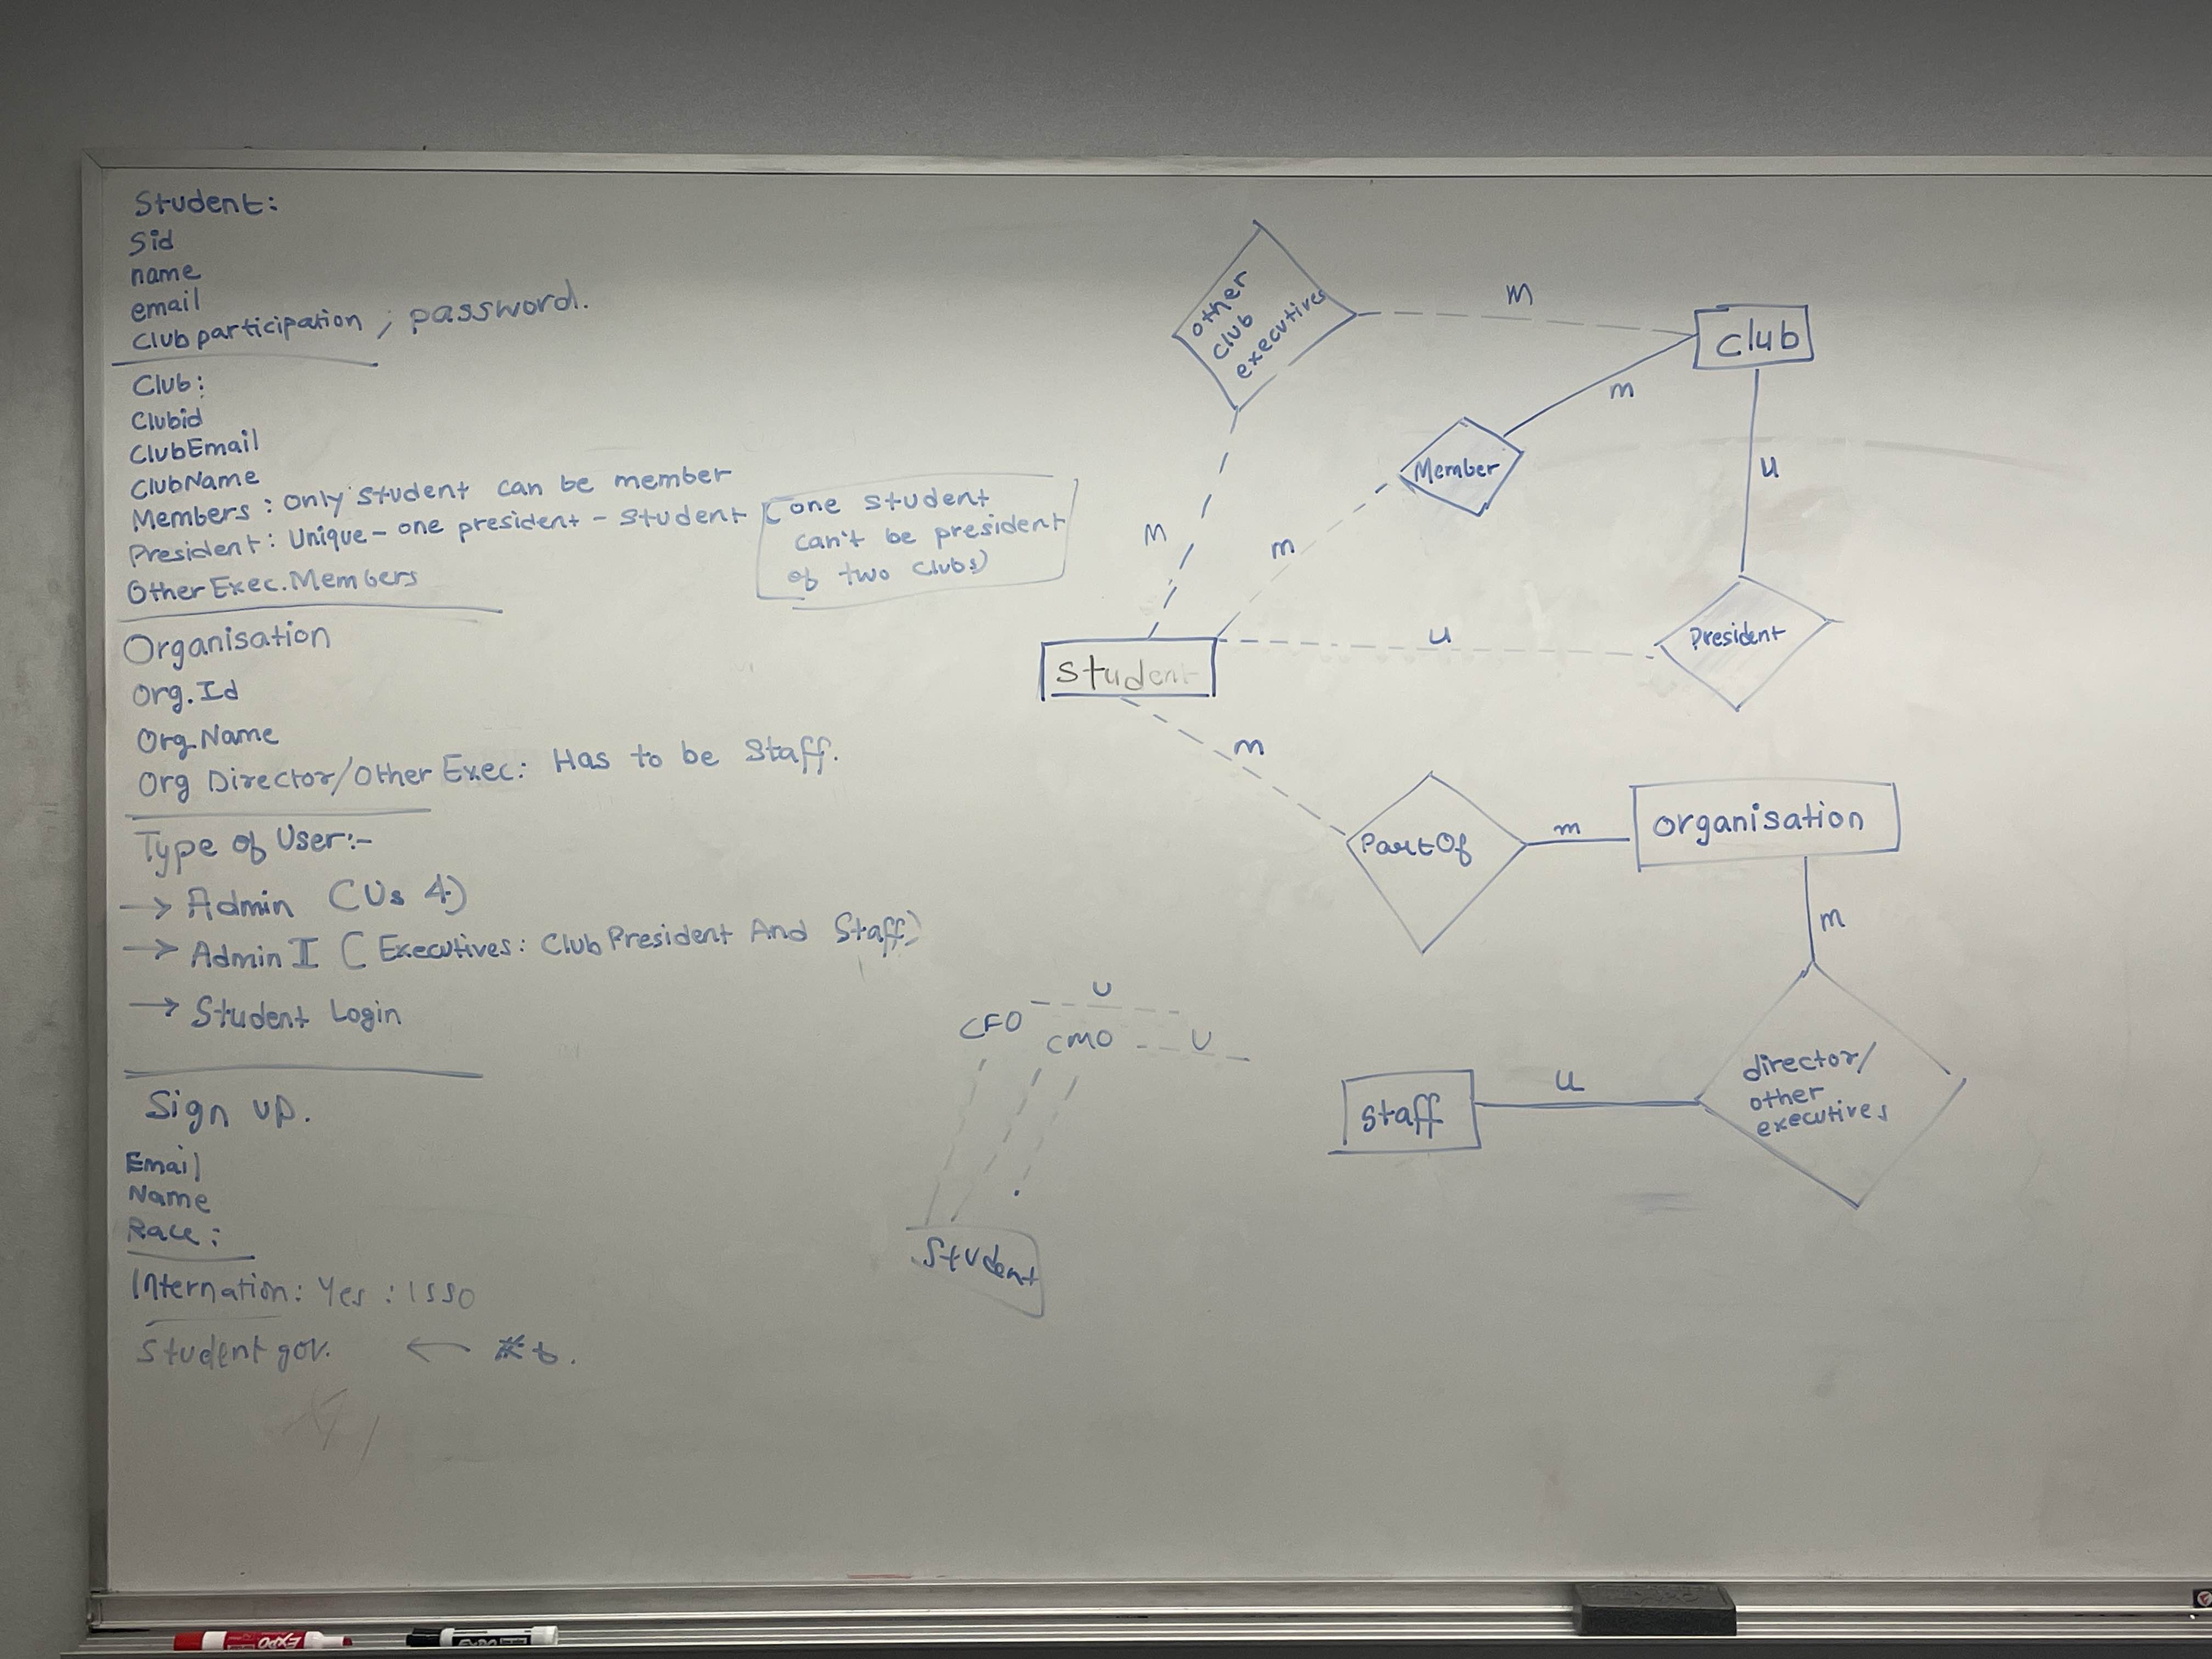 Student:
Sid
name
email
Club participation ; password.
Club:
Clubid
ClubEmail
ClubName
Members : only student can be member
President: Unique - one president - student (one student
can't be president
of two clubs)
Other Exec. Members
Organisation
Org. Id
Org. Name
Org Director/Other Exec: Has to be Staff.
Type of User:-
→ Admin (Us 4)
→ Admin I (Executives: Club President And Staff)
→ Student Login
Sign up.
Email
Name
Race :
Internation: Yes : ISSO
Student gov. ←
other
club
executives
m
club
m
Member
u
M
m
u
President
Student
m
PartOf
m
organisation
m
director/
other
executives
u
staff
CFO
U
CMO
U
Student
EXPO